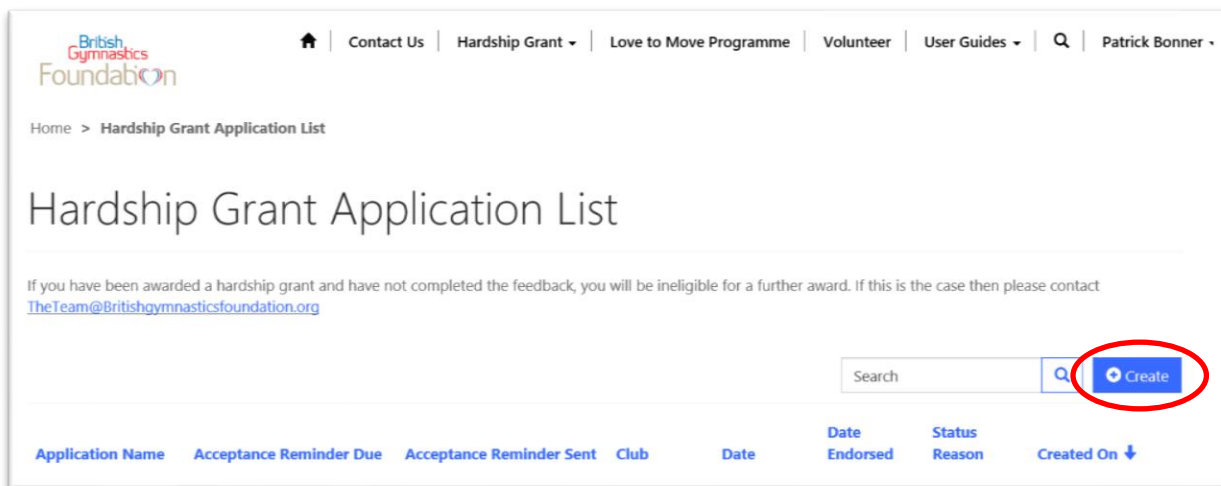 British
Gymnastics
Foundation
Contact Us | Hardship Grant | Love to Move Programme | Volunteer | User Guides | Patrick Bonner
Home > Hardship Grant Application List
Hardship Grant Application List
If you have been awarded a hardship grant and have not completed the feedback, you will be ineligible for a further award. If this is the case then please contact
TheTeam@Britishgymnasticsfoundation.org
Search Create
Application Name Acceptance Reminder Due Acceptance Reminder Sent Club Date Date Endorsed Status Reason Created On